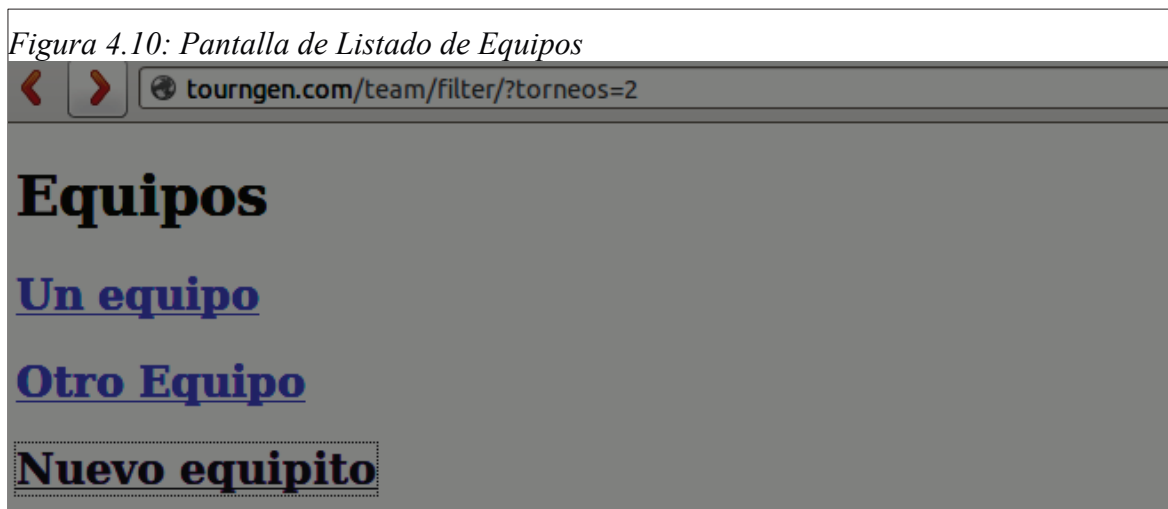 Figura 4.10: Pantalla de Listado de Equipos
tourngen.com/team/filter/?torneos=2
Equipos
Un equipo
Otro Equipo
Nuevo equipito